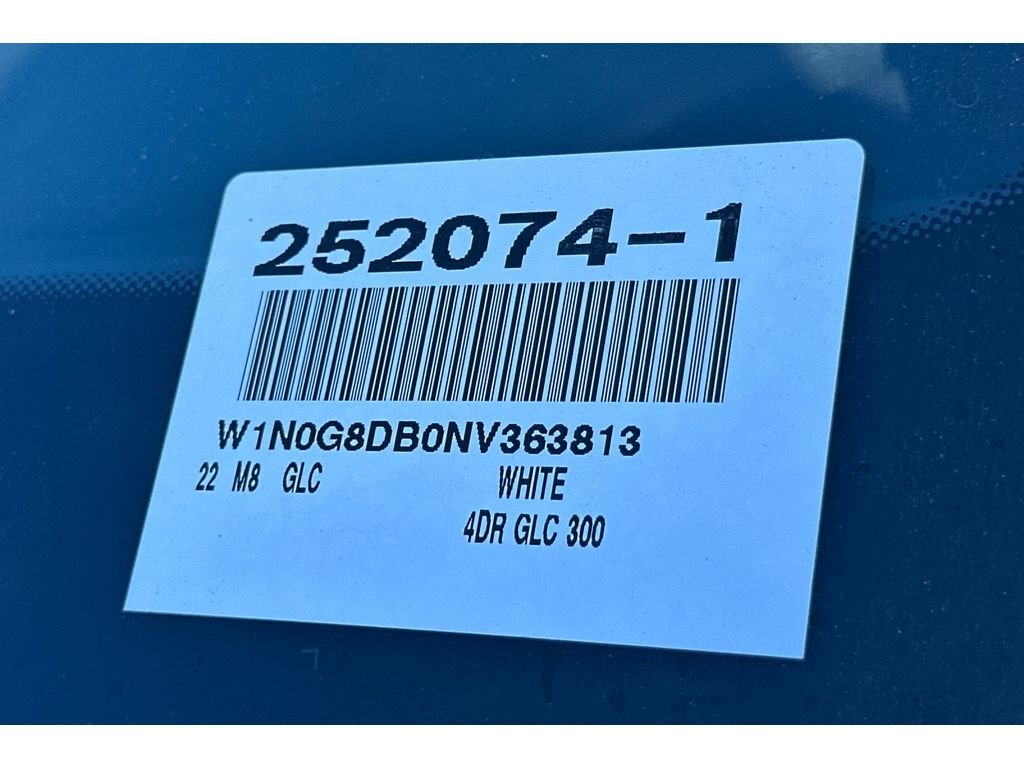 252074-1
W1N0G8DB0NV363813
22 M8 GLC WHITE
4DR GLC 300